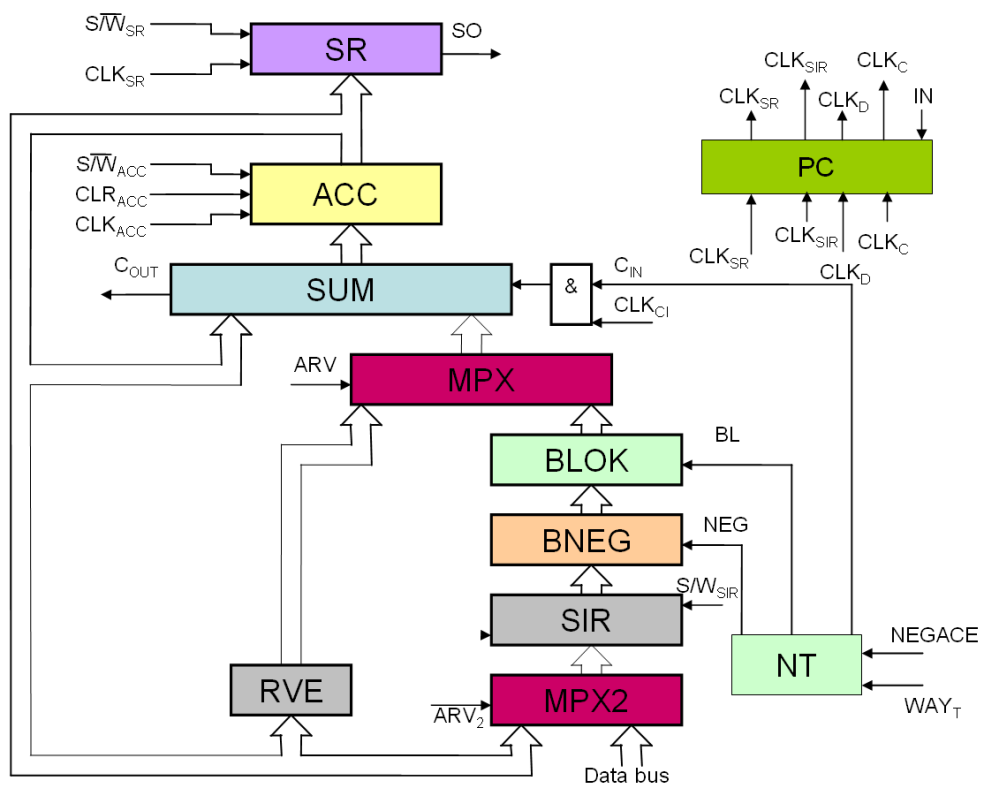 S/W̅SR
SO
SR
CLKSR
CLKSIR
CLKC
CLKSR
CLKD
IN
PC
CLKSR
CLKSIR
CLKC
CLKD
S/W̅ACC
CLRACC
ACC
CLKACC
COUT
SUM
&
CIN
CLKCI
ARV
MPX
BLOK
BL
BNEG
NEG
S/WSIR
SIR
NT
NEGACE
WAYT
RVE
MPX2
ARV2
Data bus